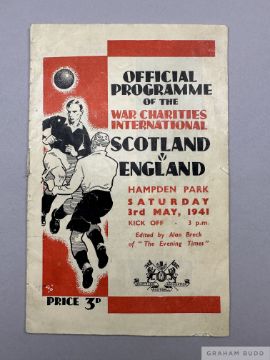 OFFICIAL
PROGRAMME
OF THE
WAR CHARITIES
INTERNATIONAL
SCOTLAND
V
ENGLAND
HAMPDEN PARK
SATURDAY
3rd MAY, 1941
KICK OFF - 3 p.m.
Edited by Alan Breck
of "The Evening Times"
PRICE 3D
GRAHAM BUDD